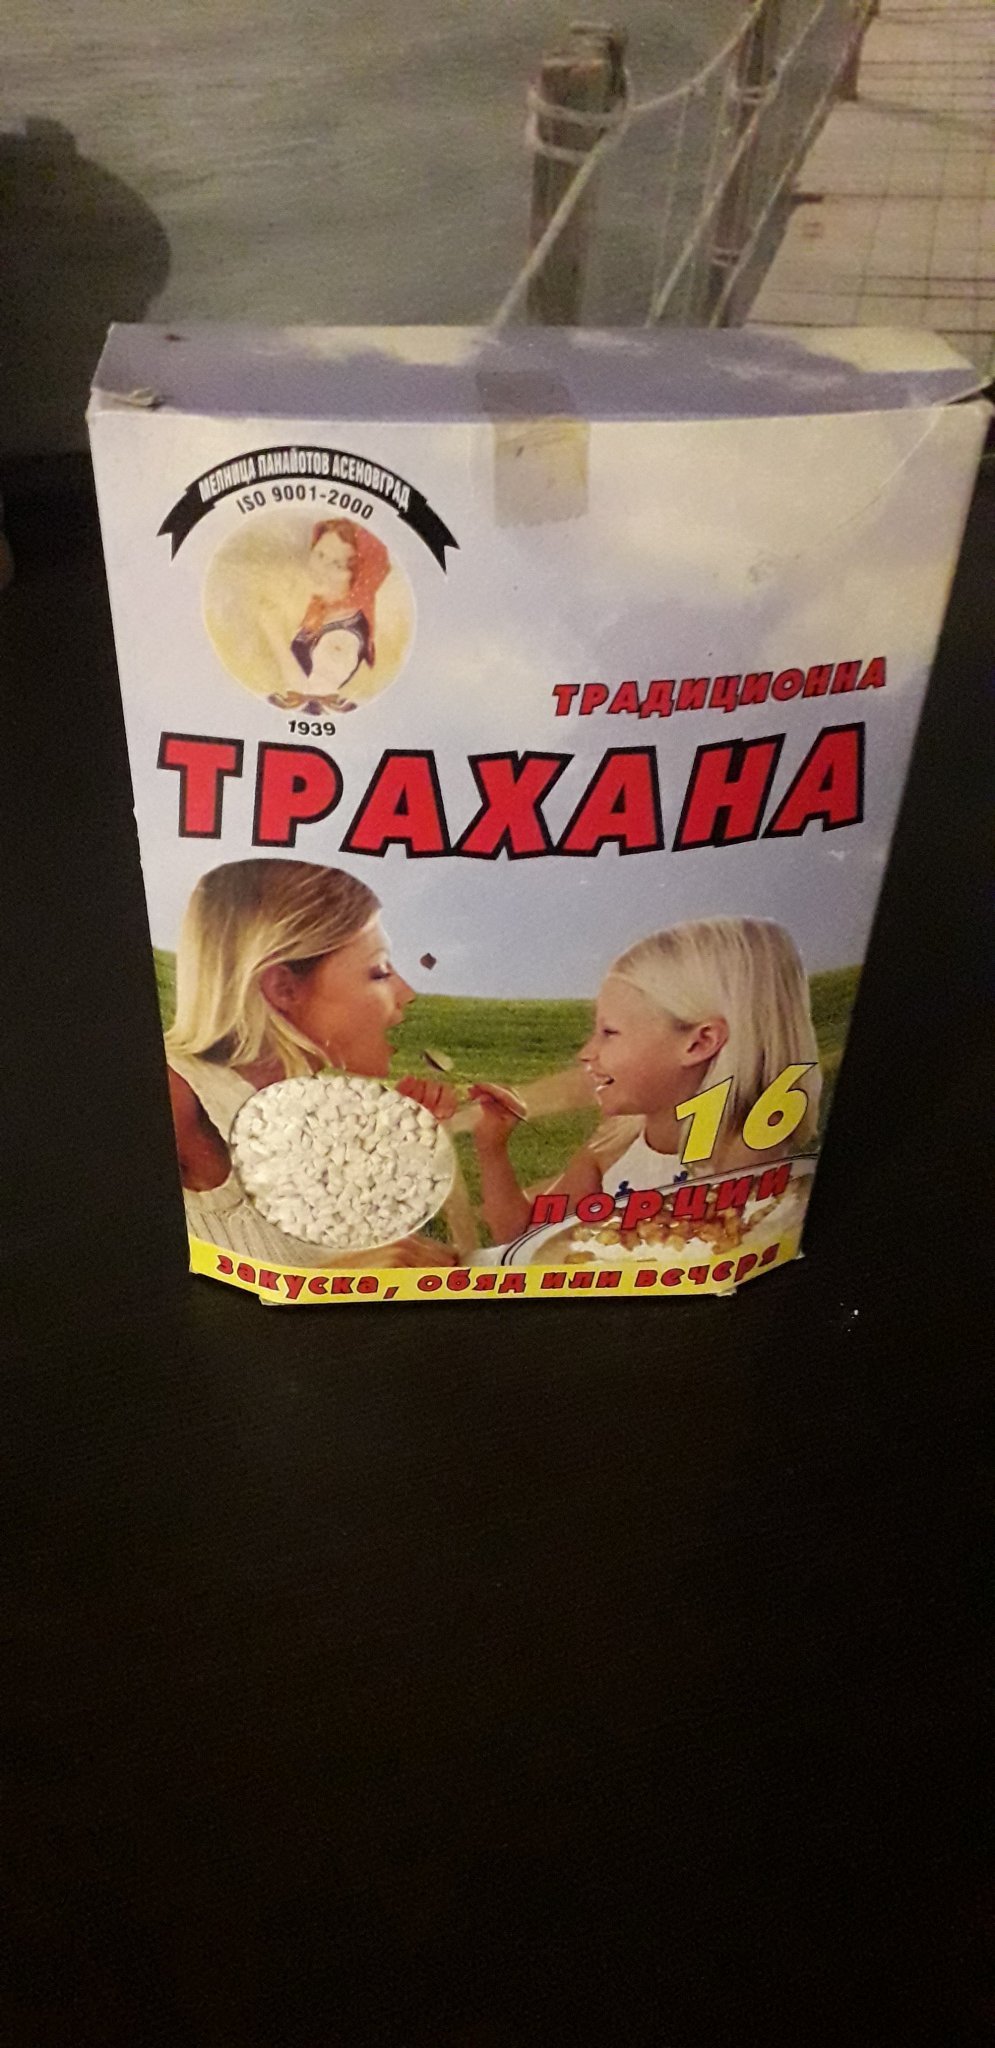 МЕЛНИЦА ПАНАЙОТОВ АСЕНОВГРАД
ISO 9001-2000
1939
ТРАДИЦИОННА
ТРАХАНА
16
порции
закуска, обяд или вечеря